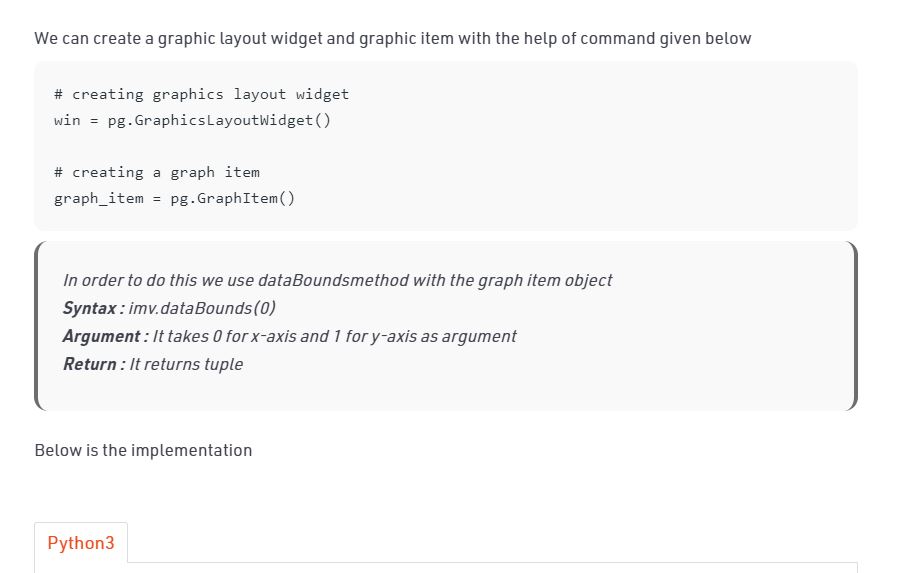 We can create a graphic layout widget and graphic item with the help of command given below
# creating graphics layout widget
win = pg.GraphicsLayoutWidget()
# creating a graph item
graph_item = pg.GraphItem()
In order to do this we use dataBoundsmethod with the graph item object
Syntax : imv.dataBounds(0)
Argument : It takes 0 for x-axis and 1 for y-axis as argument
Return : It returns tuple
Below is the implementation
Python3